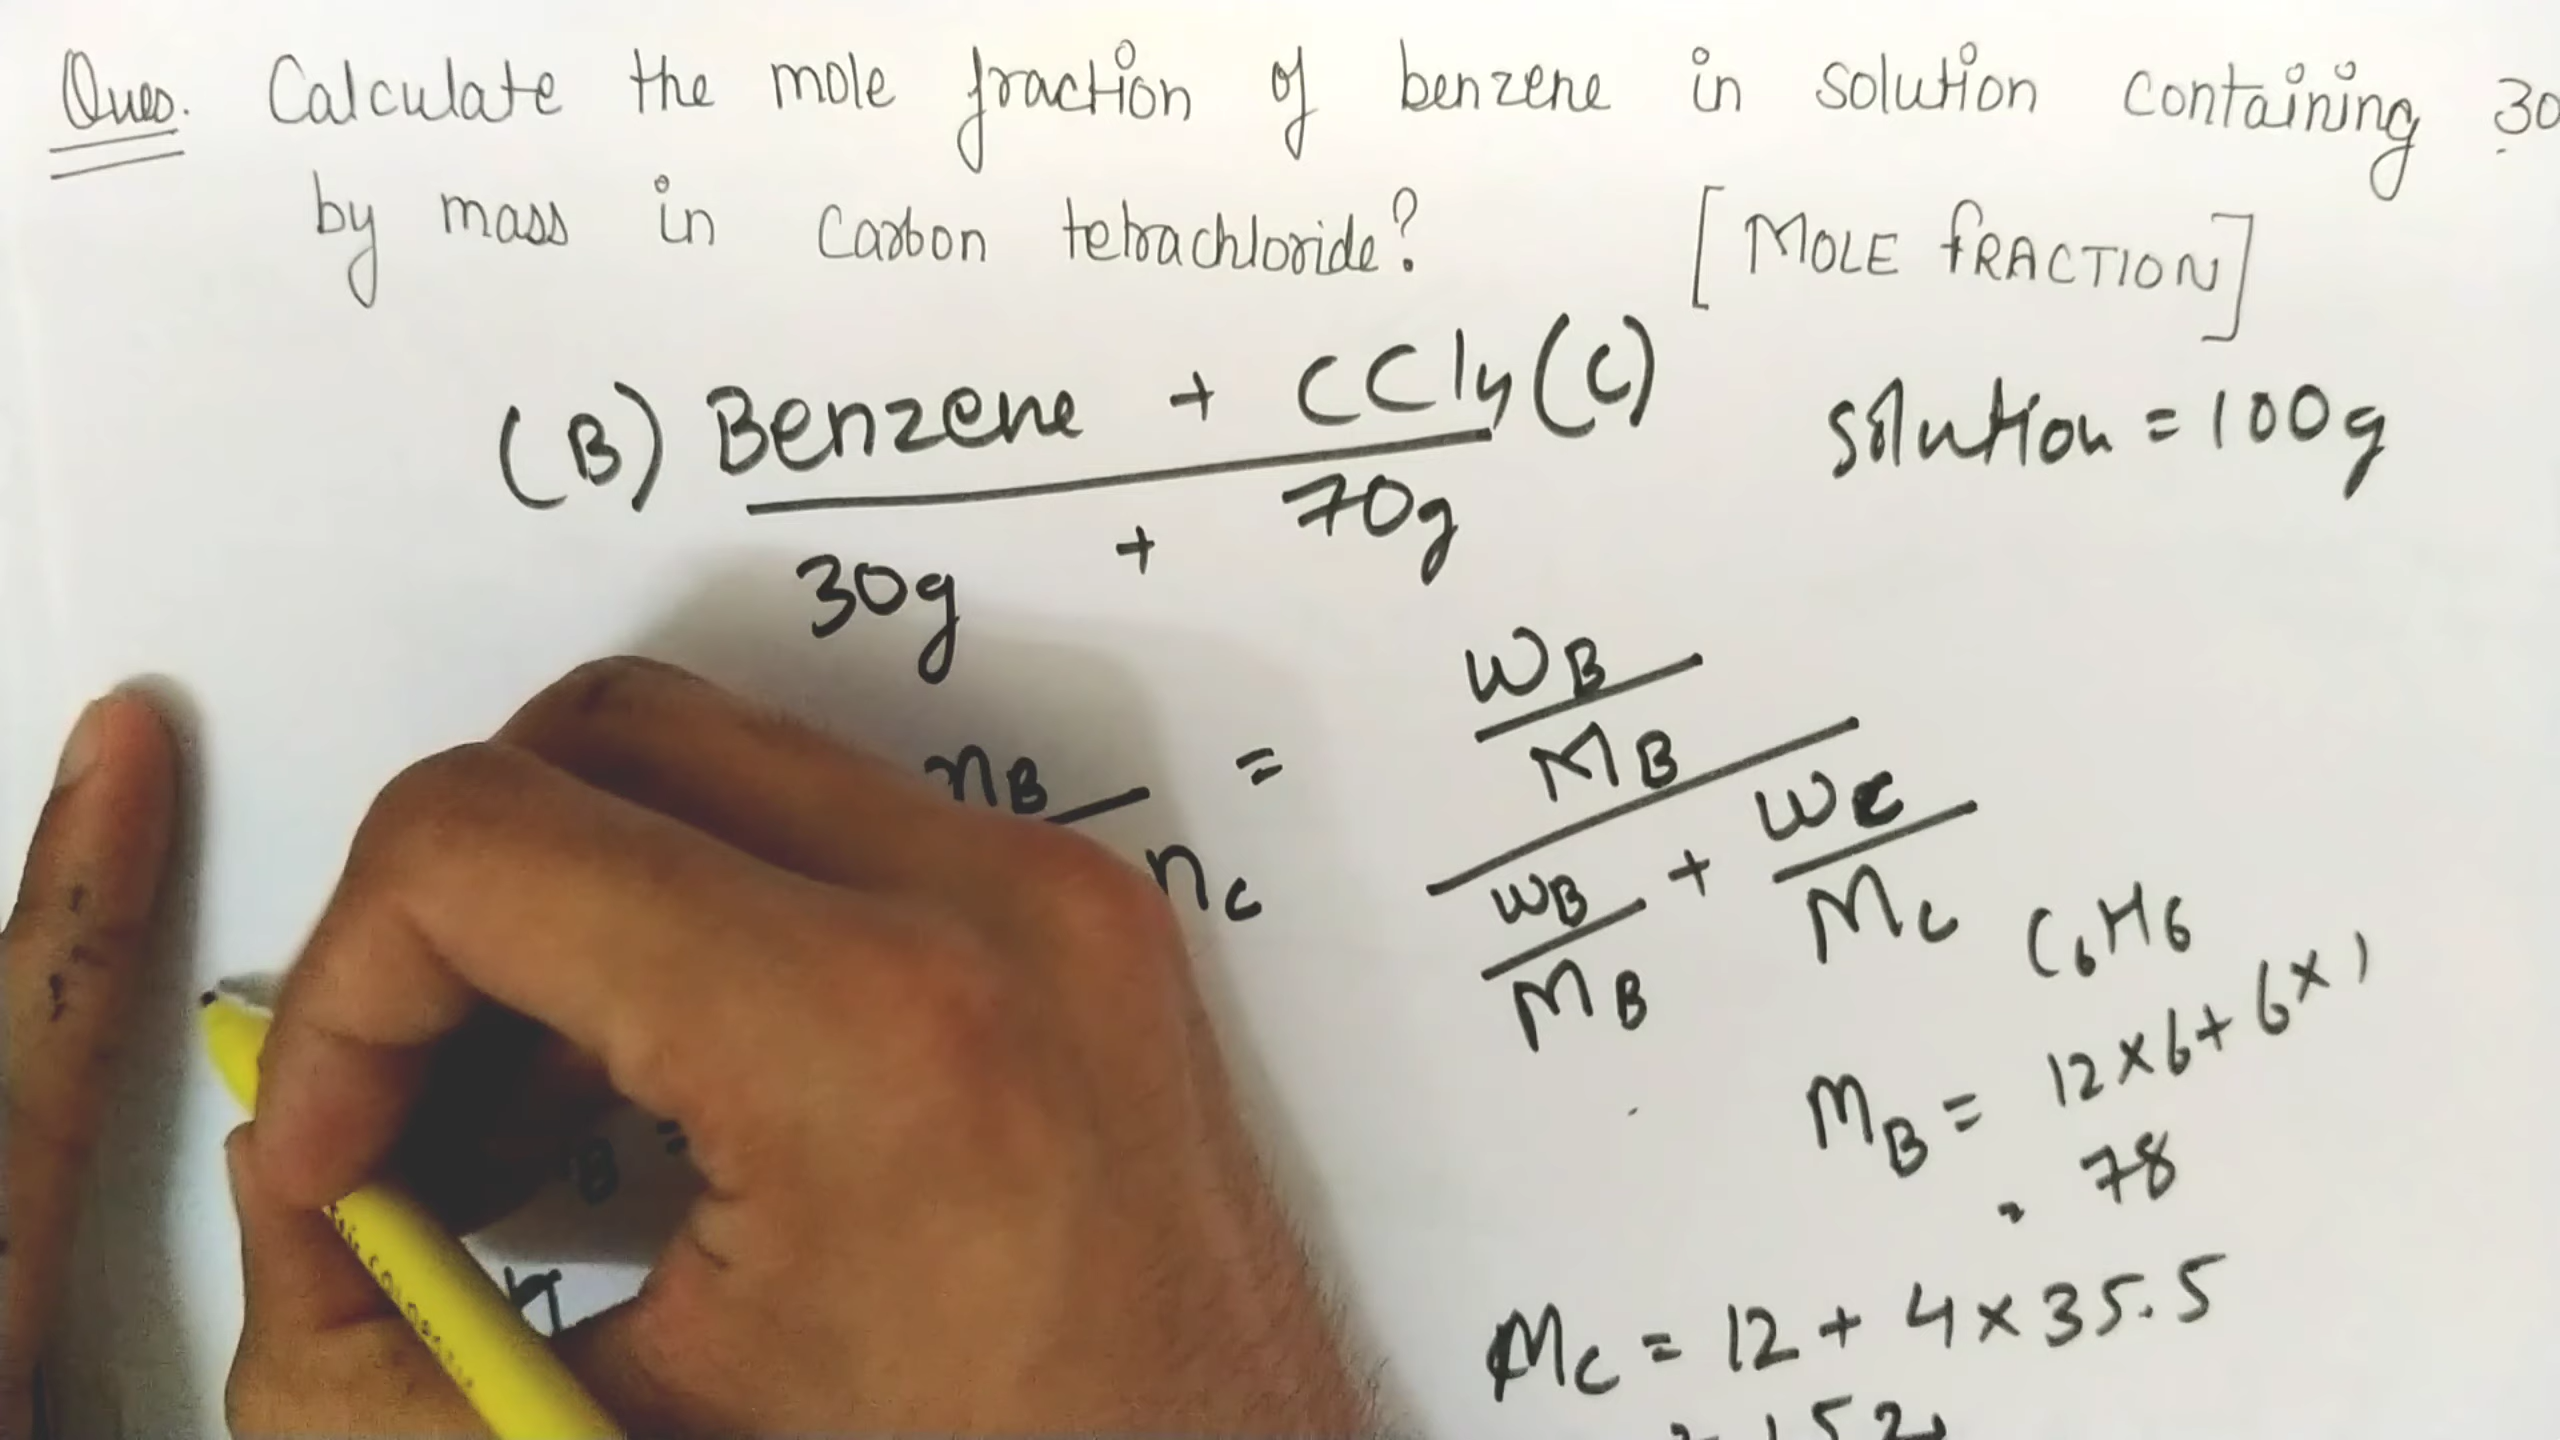 Ques. Calculate the mole fraction of benzene in solution containing 30
by mass in Carbon tetrachloride? [MOLE fRACTION]
(B) Benzene + CCl4 (C) solution = 100g
30g + 70g
nB = WB
MB
nC WB + WC
MB MC
C6H6
MB = 12×6+6×1
= 78
B =
MC = 12 + 4×35.5